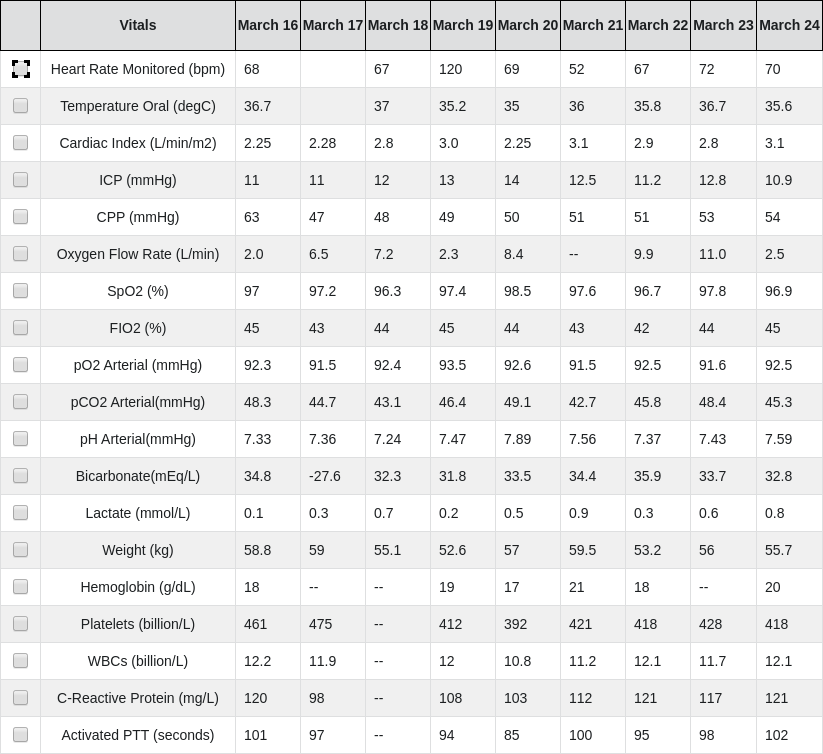 Vitals March 16 March 17 March 18 March 19 March 20 March 21 March 22 March 23 March 24
Heart Rate Monitored (bpm) 68 67 120 69 52 67 72 70
Temperature Oral (degC) 36.7 37 35.2 35 36 35.8 36.7 35.6
Cardiac Index (L/min/m2) 2.25 2.28 2.8 3.0 2.25 3.1 2.9 2.8 3.1
ICP (mmHg) 11 11 12 13 14 12.5 11.2 12.8 10.9
CPP (mmHg) 63 47 48 49 50 51 51 53 54
Oxygen Flow Rate (L/min) 2.0 6.5 7.2 2.3 8.4 -- 9.9 11.0 2.5
SpO2 (%) 97 97.2 96.3 97.4 98.5 97.6 96.7 97.8 96.9
FIO2 (%) 45 43 44 45 44 43 42 44 45
pO2 Arterial (mmHg) 92.3 91.5 92.4 93.5 92.6 91.5 92.5 91.6 92.5
pCO2 Arterial(mmHg) 48.3 44.7 43.1 46.4 49.1 42.7 45.8 48.4 45.3
pH Arterial(mmHg) 7.33 7.36 7.24 7.47 7.89 7.56 7.37 7.43 7.59
Bicarbonate(mEq/L) 34.8 -27.6 32.3 31.8 33.5 34.4 35.9 33.7 32.8
Lactate (mmol/L) 0.1 0.3 0.7 0.2 0.5 0.9 0.3 0.6 0.8
Weight (kg) 58.8 59 55.1 52.6 57 59.5 53.2 56 55.7
Hemoglobin (g/dL) 18 -- -- 19 17 21 18 -- 20
Platelets (billion/L) 461 475 -- 412 392 421 418 428 418
WBCs (billion/L) 12.2 11.9 -- 12 10.8 11.2 12.1 11.7 12.1
C-Reactive Protein (mg/L) 120 98 -- 108 103 112 121 117 121
Activated PTT (seconds) 101 97 -- 94 85 100 95 98 102